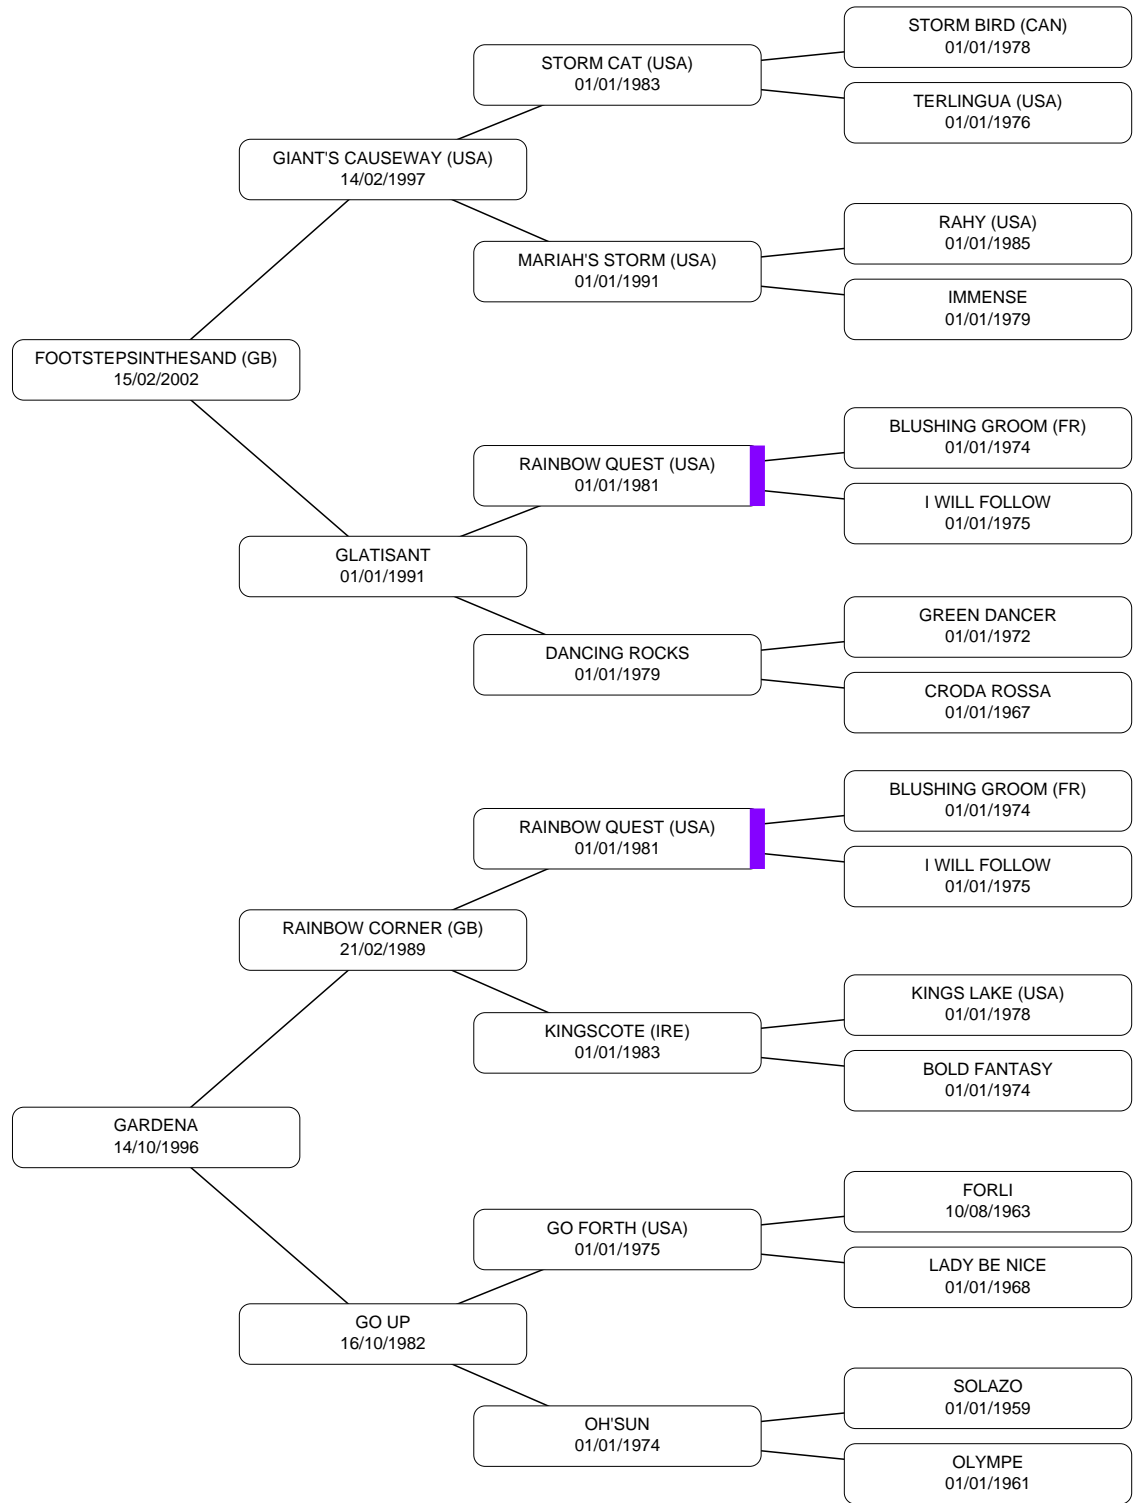 STORM BIRD (CAN)
01/01/1978
STORM CAT (USA)
01/01/1983
TERLINGUA (USA)
01/01/1976
GIANT'S CAUSEWAY (USA)
14/02/1997
RAHY (USA)
01/01/1985
MARIAH'S STORM (USA)
01/01/1991
IMMENSE
01/01/1979
FOOTSTEPSINTHESAND (GB)
15/02/2002
BLUSHING GROOM (FR)
01/01/1974
RAINBOW QUEST (USA)
01/01/1981
I WILL FOLLOW
01/01/1975
GLATISANT
01/01/1991
GREEN DANCER
01/01/1972
DANCING ROCKS
01/01/1979
CRODA ROSSA
01/01/1967
BLUSHING GROOM (FR)
01/01/1974
RAINBOW QUEST (USA)
01/01/1981
I WILL FOLLOW
01/01/1975
RAINBOW CORNER (GB)
21/02/1989
KINGS LAKE (USA)
01/01/1978
KINGSCOTE (IRE)
01/01/1983
BOLD FANTASY
01/01/1974
GARDENA
14/10/1996
FORLI
10/08/1963
GO FORTH (USA)
01/01/1975
LADY BE NICE
01/01/1968
GO UP
16/10/1982
SOLAZO
01/01/1959
OH'SUN
01/01/1974
OLYMPE
01/01/1961